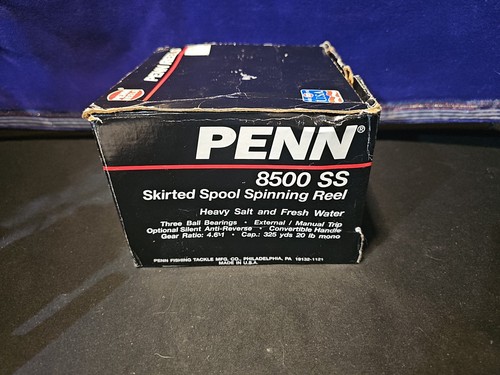 PENN REELS
PENN®
8500 SS
Skirted Spool Spinning Reel
Heavy Salt and Fresh Water
Three Ball Bearings • External / Manual Trip
Optional Silent Anti-Reverse • Convertible Handle
Gear Ratio: 4.6:1 • Cap.: 325 yds 20 lb mono
PENN FISHING TACKLE MFG. CO., PHILADELPHIA, PA 19132-1121
MADE IN U.S.A.